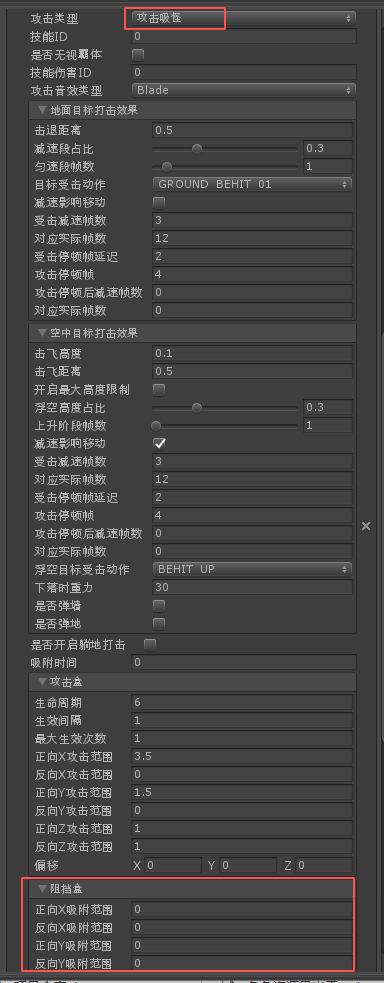 攻击类型 攻击吸怪
技能ID 0
是否无视霸体
技能伤害ID 0
攻击音效类型 Blade
地面目标打击效果
击退距离 0.5
减速段占比 0.3
匀速段帧数 1
目标受击动作 GROUND_BEHIT_01
减速影响移动
受击减速帧数 3
对应实际帧数 12
受击停顿帧延迟 2
攻击停顿帧 4
攻击停顿后减速帧数 0
对应实际帧数 0
空中目标打击效果
击飞高度 0.1
击飞距离 0.5
开启最大高度限制
浮空高度占比 0.3
上升阶段帧数 1
减速影响移动
受击减速帧数 3
对应实际帧数 12
受击停顿帧延迟 2
攻击停顿帧 4
攻击停顿后减速帧数 0
对应实际帧数 0
浮空目标受击动作 BEHIT_UP
下落时重力 30
是否弹墙
是否弹地
是否开启躺地打击
吸附时间 0
攻击盒
生命周期 6
生效间隔 1
最大生效次数 1
正向X攻击范围 3.5
反向X攻击范围 0
正向Y攻击范围 1.5
反向Y攻击范围 0
正向Z攻击范围 1
反向Z攻击范围 1
偏移 X 0 Y 0 Z 0
阻挡盒
正向X吸附范围 0
反向X吸附范围 0
正向Y吸附范围 0
反向Y吸附范围 0